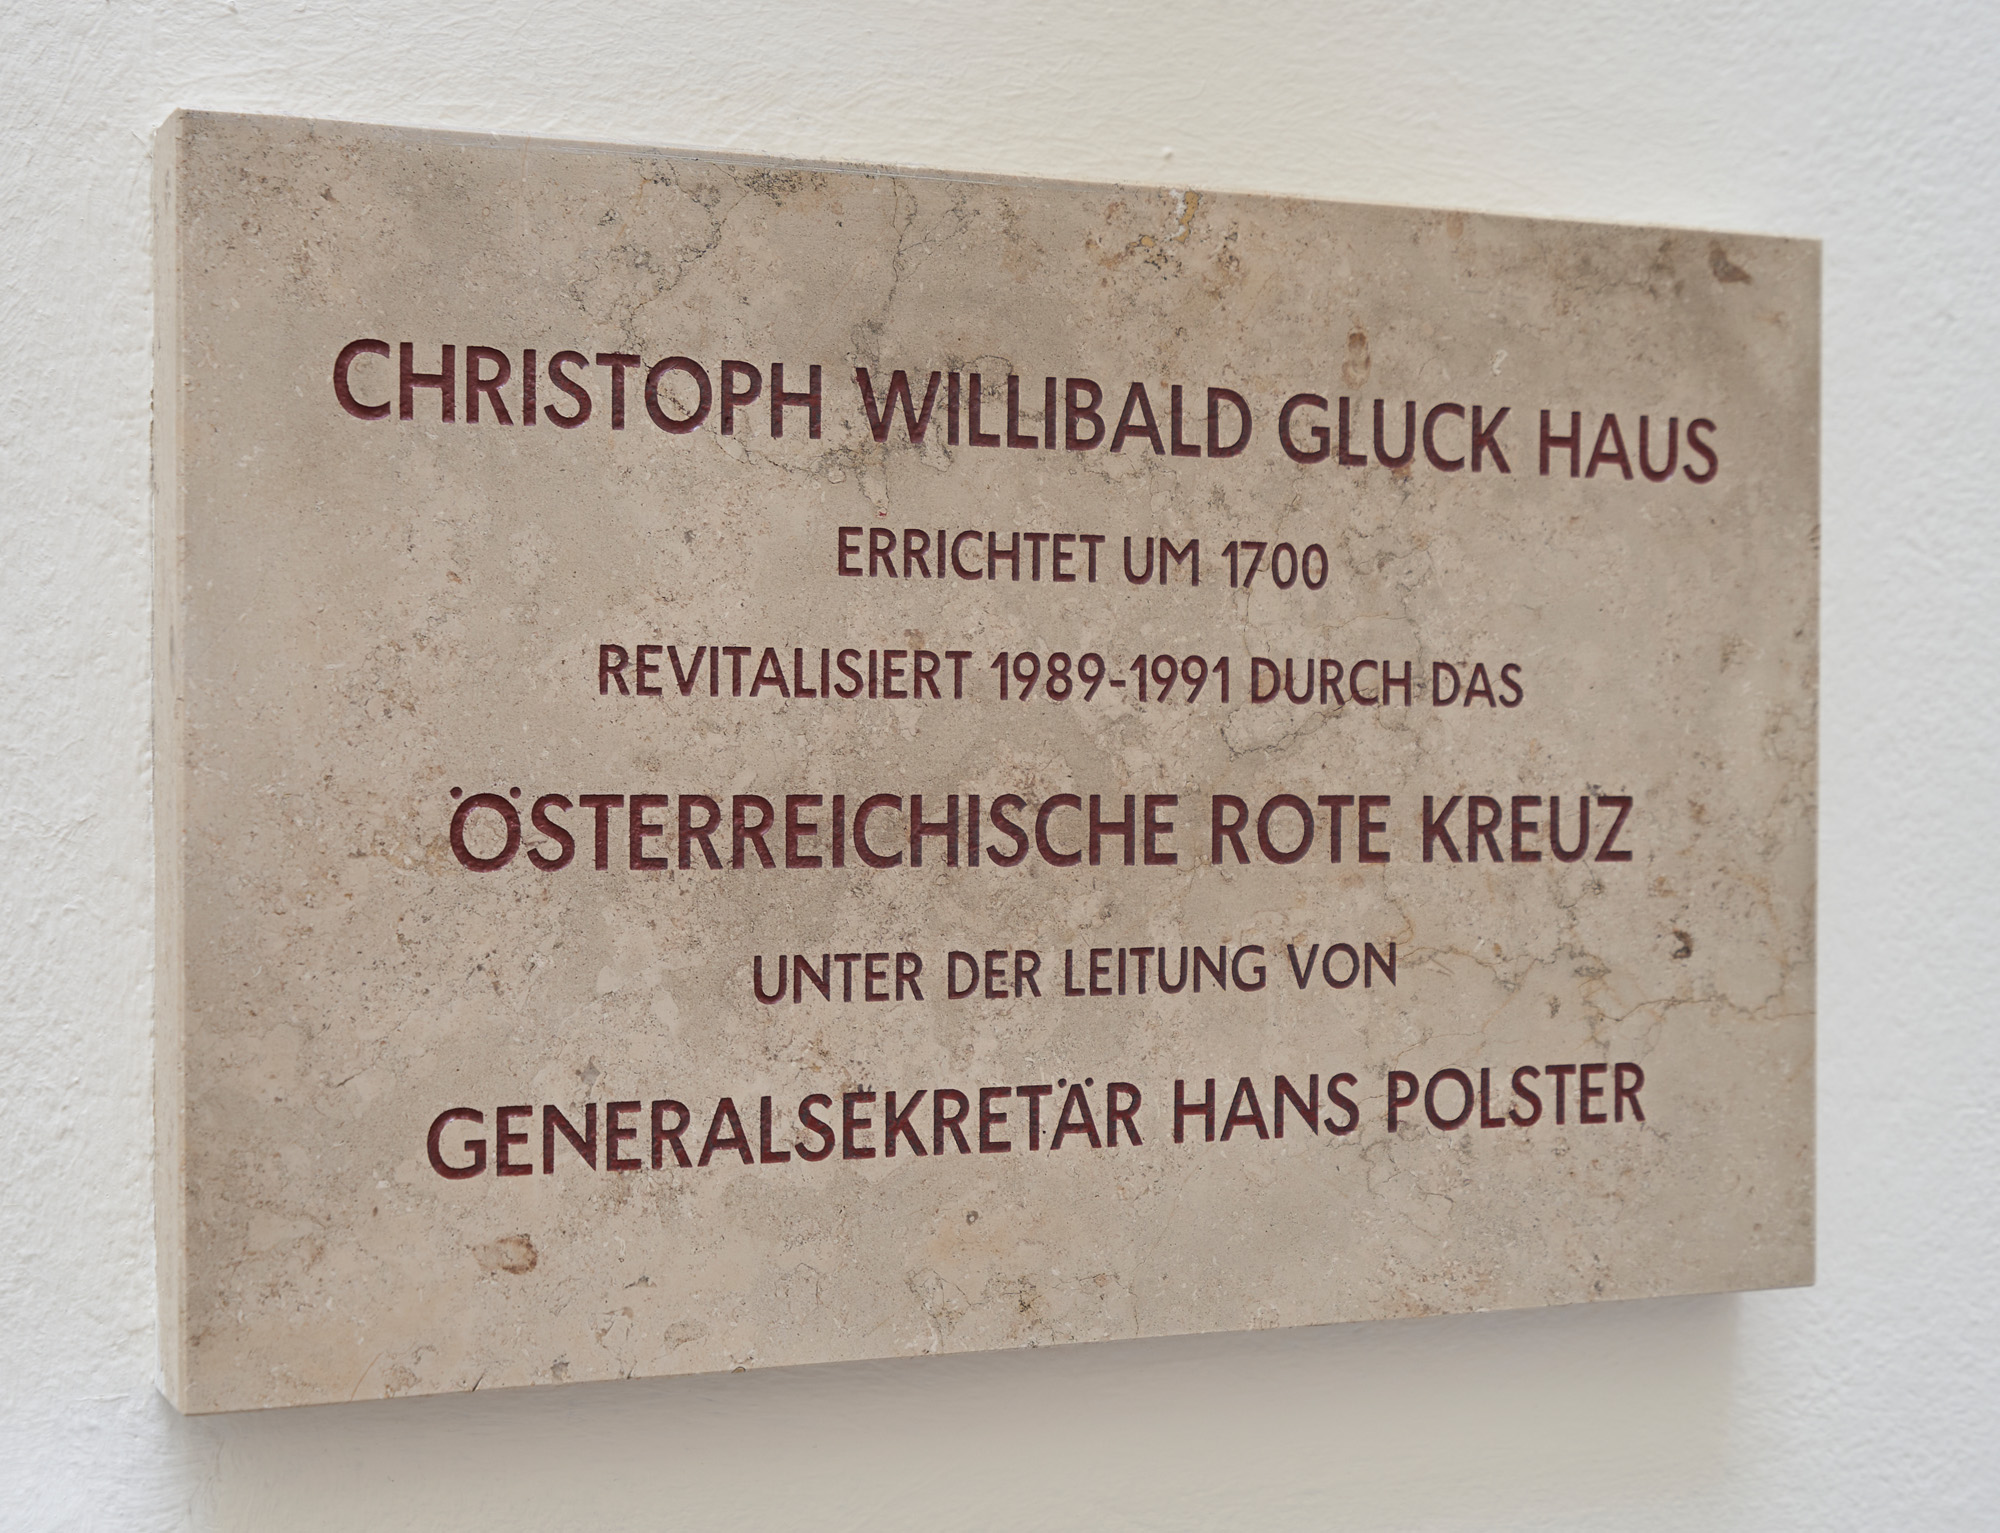 CHRISTOPH WILLIBALD GLUCK HAUS
ERRICHTET UM 1700
REVITALISIERT 1989-1991 DURCH DAS
ÖSTERREICHISCHE ROTE KREUZ
UNTER DER LEITUNG VON
GENERALSEKRETÄR HANS POLSTER